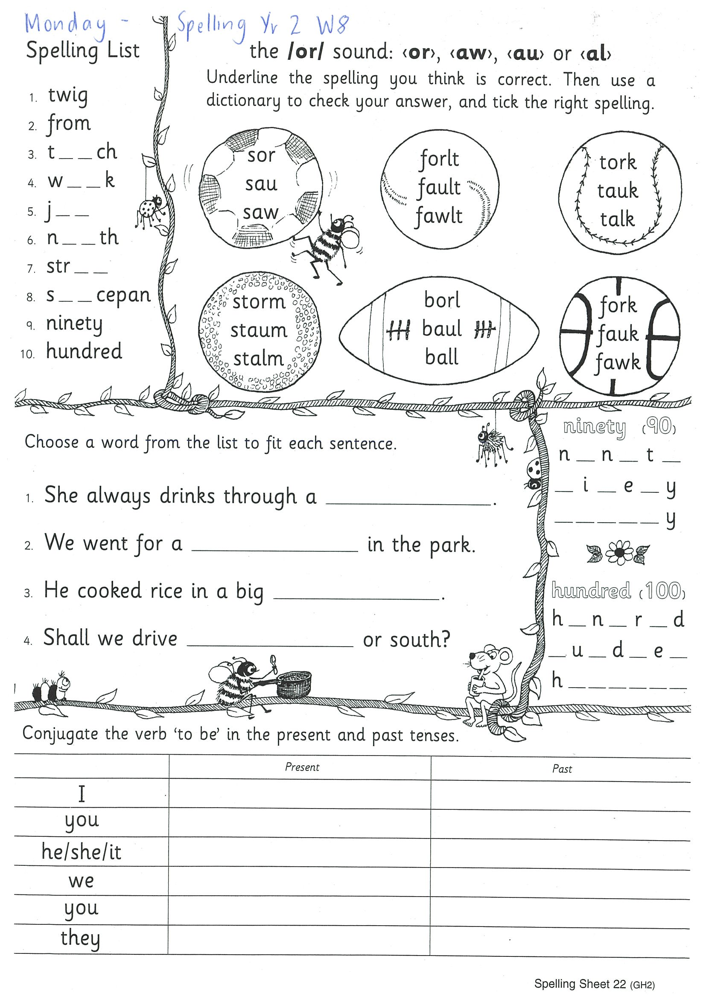 Monday - Spelling Yr 2 W8
Spelling List
1. twig
2. from
3. t _ _ ch
4. w _ _ k
5. j _ _
6. n _ _ th
7. str _ _
8. s _ _ cepan
9. ninety
10. hundred
the /or/ sound: ‹or›, ‹aw›, ‹au› or ‹al›
Underline the spelling you think is correct. Then use a
dictionary to check your answer, and tick the right spelling.
sor
sau
saw
forlt
fault
fawlt
tork
tauk
talk
storm
staum
stalm
borl
baul
ball
fork
fauk
fawk
Choose a word from the list to fit each sentence.
1. She always drinks through a ____________.
2. We went for a ____________ in the park.
3. He cooked rice in a big ____________.
4. Shall we drive ____________ or south?
ninety (90)
n _ n _ t _
_ i _ e _ y
_ _ _ _ _ y
hundred (100)
h _ n _ r _ d
_ u _ d _ e _
h _ _ _ _ _ _
Conjugate the verb ‘to be’ in the present and past tenses.
Present Past
I
you
he/she/it
we
you
they
Spelling Sheet 22 (GH2)